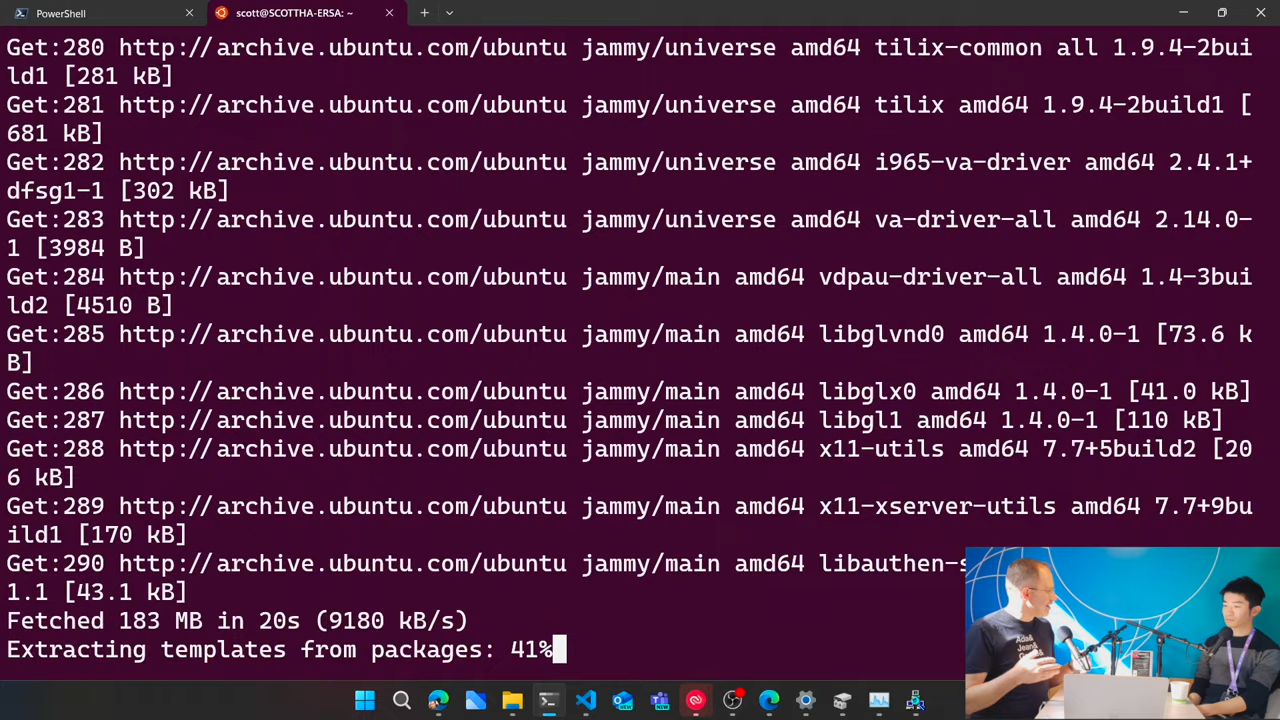 PowerShell
scott@SCOTTHA-ERSA: ~
Get:280 http://archive.ubuntu.com/ubuntu jammy/universe amd64 tilix-common all 1.9.4-2bui
ld1 [281 kB]
Get:281 http://archive.ubuntu.com/ubuntu jammy/universe amd64 tilix amd64 1.9.4-2build1 [
681 kB]
Get:282 http://archive.ubuntu.com/ubuntu jammy/universe amd64 i965-va-driver amd64 2.4.1+
dfsg1-1 [302 kB]
Get:283 http://archive.ubuntu.com/ubuntu jammy/universe amd64 va-driver-all amd64 2.14.0-
1 [3984 B]
Get:284 http://archive.ubuntu.com/ubuntu jammy/main amd64 vdpau-driver-all amd64 1.4-3bui
ld2 [4510 B]
Get:285 http://archive.ubuntu.com/ubuntu jammy/main amd64 libglvnd0 amd64 1.4.0-1 [73.6 k
B]
Get:286 http://archive.ubuntu.com/ubuntu jammy/main amd64 libglx0 amd64 1.4.0-1 [41.0 kB]
Get:287 http://archive.ubuntu.com/ubuntu jammy/main amd64 libgl1 amd64 1.4.0-1 [110 kB]
Get:288 http://archive.ubuntu.com/ubuntu jammy/main amd64 x11-utils amd64 7.7+5build2 [20
6 kB]
Get:289 http://archive.ubuntu.com/ubuntu jammy/main amd64 x11-xserver-utils amd64 7.7+9bu
ild1 [170 kB]
Get:290 http://archive.ubuntu.com/ubuntu jammy/main amd64 libauthen-s
1.1 [43.1 kB]
Fetched 183 MB in 20s (9180 kB/s)
Extracting templates from packages: 41%
Ada&
Jean&
NEW